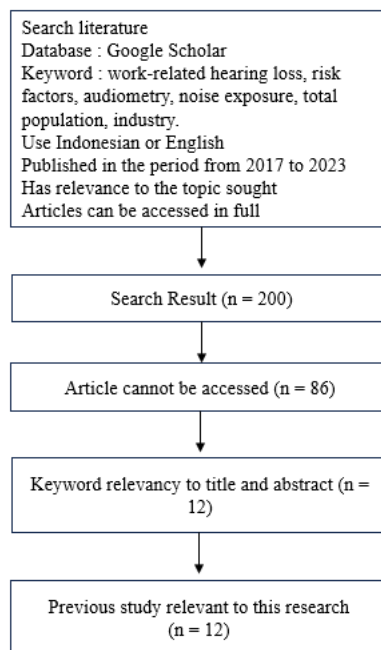 Search literature
Database : Google Scholar
Keyword : work-related hearing loss, risk
factors, audiometry, noise exposure, total
population, industry.
Use Indonesian or English
Published in the period from 2017 to 2023
Has relevance to the topic sought
Articles can be accessed in full
Search Result (n = 200)
Article cannot be accessed (n = 86)
Keyword relevancy to title and abstract (n =
12)
Previous study relevant to this research
(n = 12)